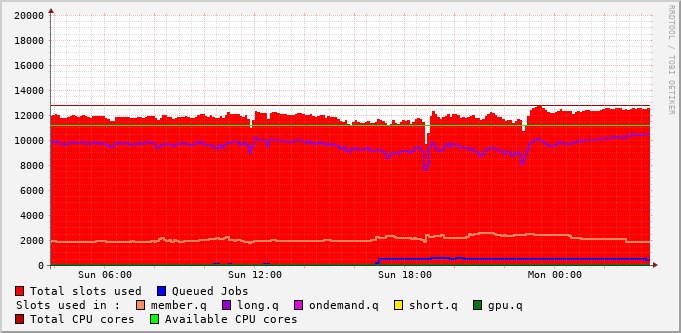 20000
18000
16000
14000
12000
10000
8000
6000
4000
2000
0
Sun 06:00 Sun 12:00 Sun 18:00 Mon 00:00
Total slots used Queued Jobs
Slots used in : member.q long.q ondemand.q short.q gpu.q
Total CPU cores Available CPU cores
RRDTOOL / TOBI OETIKER